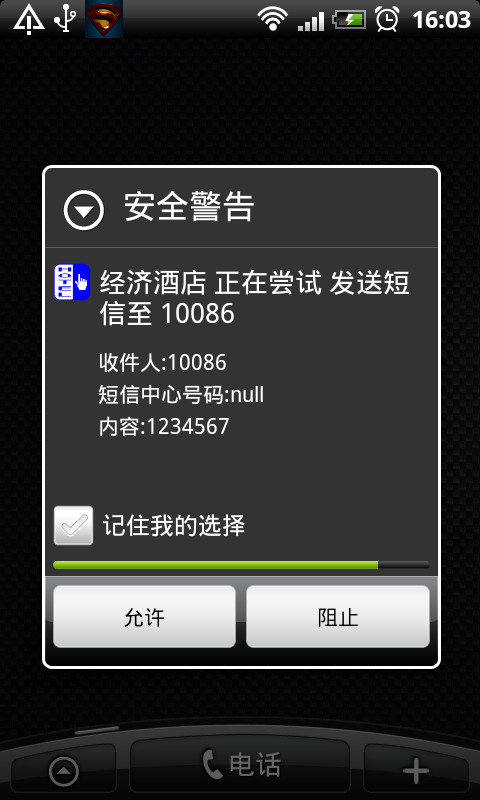 16:03
安全警告
经济酒店 正在尝试 发送短
信至 10086
收件人:10086
短信中心号码:null
内容:1234567
记住我的选择
允许
阻止
电话